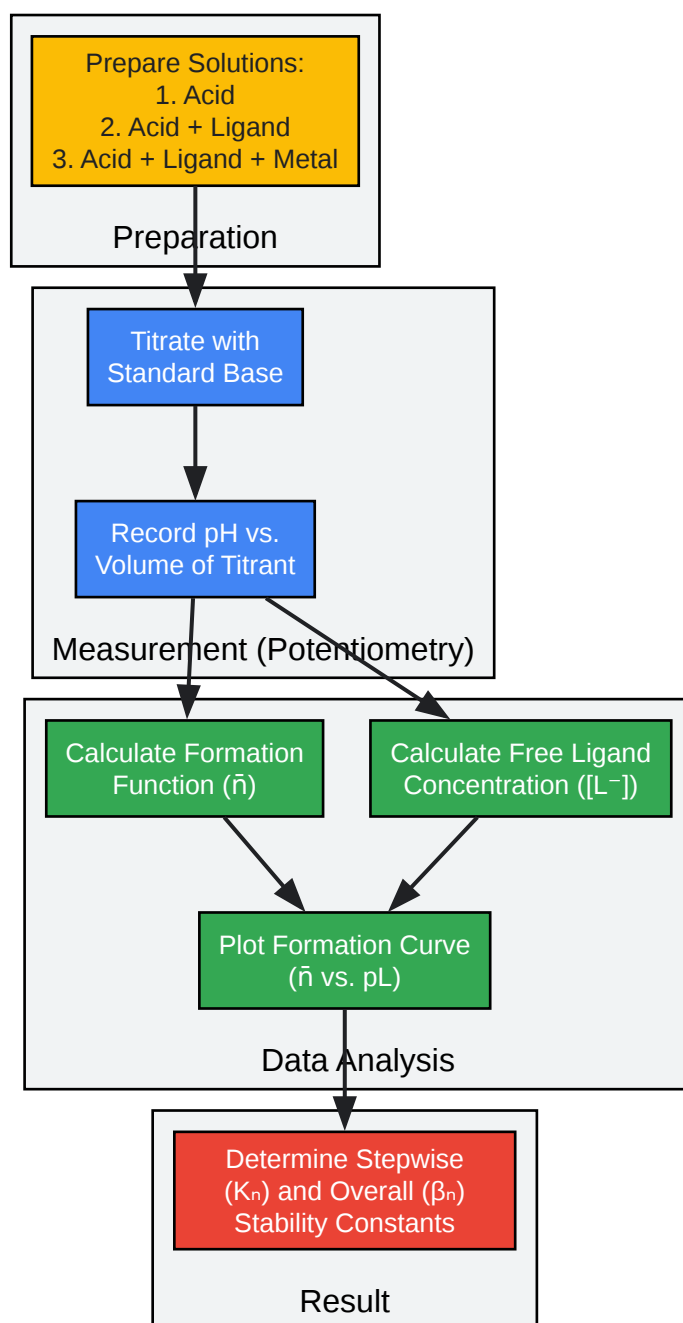 Prepare Solutions:
1. Acid
2. Acid + Ligand
3. Acid + Ligand + Metal
Preparation
Titrate with
Standard Base
Record pH vs.
Volume of Titrant
Measurement (Potentiometry)
Calculate Formation
Function (n̄)
Calculate Free Ligand
Concentration ([L⁻])
Plot Formation Curve
(n̄ vs. pL)
Data Analysis
Determine Stepwise
(Kₙ) and Overall (βₙ)
Stability Constants
Result